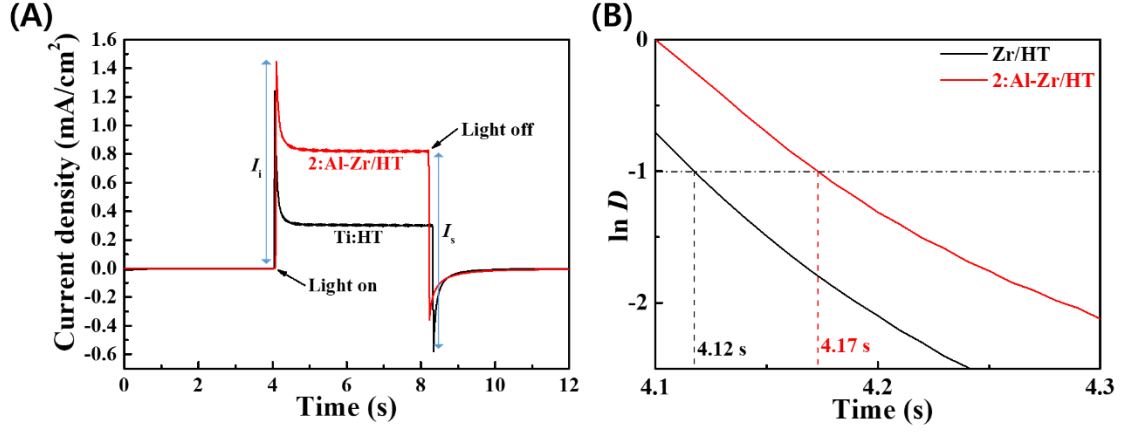 (A)
Current density (mA/cm²)
1.6
1.4
1.2
1.0
0.8
0.6
0.4
0.2
0.0
-0.2
-0.4
-0.6
0 2 4 6 8 10 12
Time (s)
Iᵢ
Iₛ
Light off
2:Al-Zr/HT
Ti:HT
Light on
(B)
ln D
0
-1
-2
4.1 4.2 4.3
Time (s)
Zr/HT
2:Al-Zr/HT
4.12 s
4.17 s